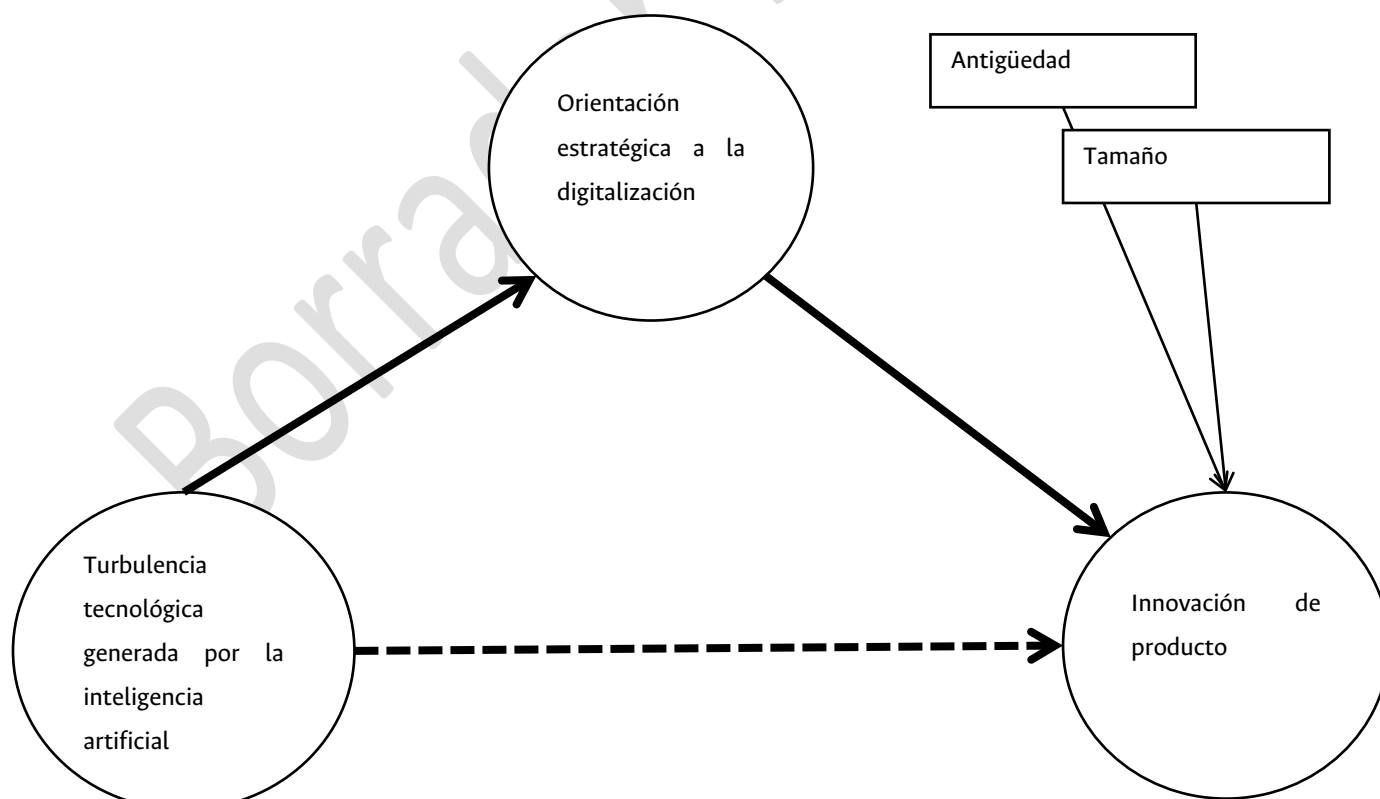 Antigüedad
Tamaño
Orientación
estratégica a la
digitalización
Turbulencia
tecnológica
generada por la
inteligencia
artificial
Innovación de
producto